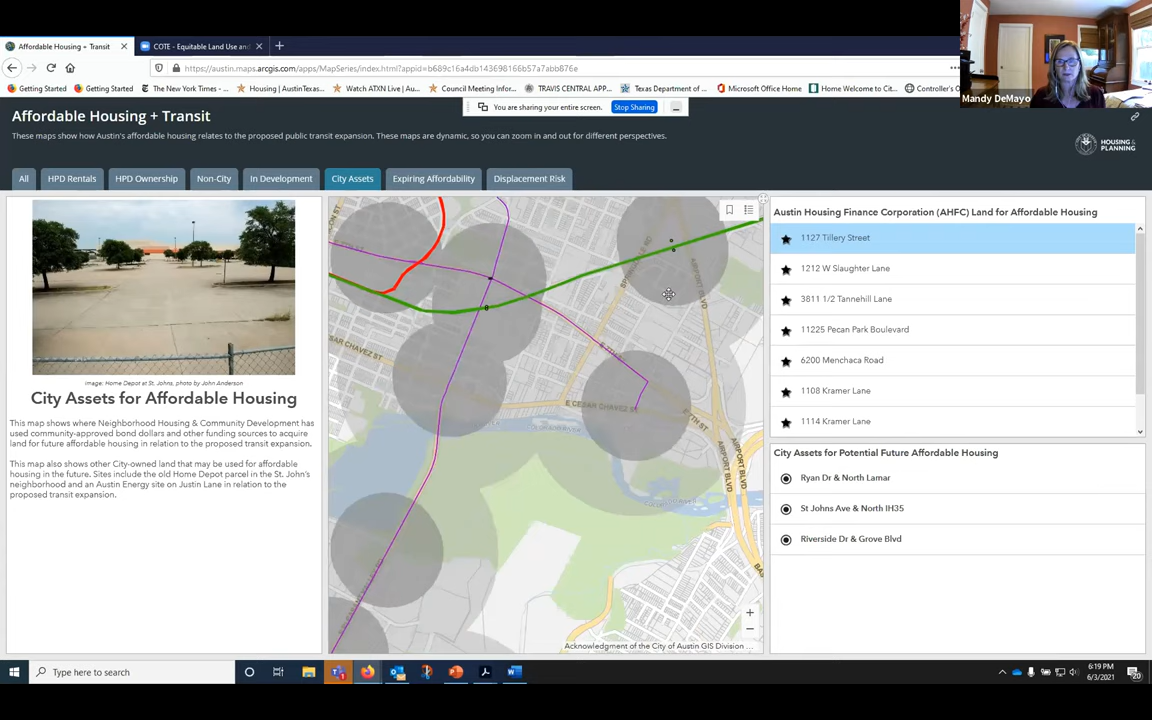 Affordable Housing + Transit
COTE - Equitable Land Use and
https://austin.maps.arcgis.com/apps/MapSeries/index.html?appid=b689c16a4db143698166b57a7abb876e
Getting Started
Getting Started
The New York Times -
Housing | AustinTexas...
Watch ATXN Live | Au...
Council Meeting Infor...
TRAVIS CENTRAL APP...
Texas Department of ...
Microsoft Office Home
Welcome to Cit...
Controller's O...
Mandy DeMayo
You are sharing your entire screen.
Stop Sharing
Affordable Housing + Transit
These maps show how Austin's affordable housing relates to the proposed public transit expansion. These maps are dynamic, so you can zoom in and out for different perspectives.
HOUSING &
PLANNING
All
HPD Rentals
HPD Ownership
Non-City
In Development
City Assets
Expiring Affordability
Displacement Risk
Image: Home Depot at St. Johns, photo by John Anderson
City Assets for Affordable Housing
This map shows where Neighborhood Housing & Community Development has
used community-approved bond dollars and other funding sources to acquire
land for future affordable housing in relation to the proposed transit expansion.
This map also shows other City-owned land that may be used for affordable
housing in the future. Sites include the old Home Depot parcel in the St. John's
neighborhood and an Austin Energy site on Justin Lane in relation to the
proposed transit expansion.
AIRPORT BLVD
E CESAR CHAVEZ ST
E 7TH ST
AIRPORT BLVD
Acknowledgment of the City of Austin GIS Division ...
Austin Housing Finance Corporation (AHFC) Land for Affordable Housing
1127 Tillery Street
1212 W Slaughter Lane
3811 1/2 Tannehill Lane
11225 Pecan Park Boulevard
6200 Menchaca Road
1108 Kramer Lane
1114 Kramer Lane
City Assets for Potential Future Affordable Housing
Ryan Dr & North Lamar
St Johns Ave & North IH35
Riverside Dr & Grove Blvd
Type here to search
6:19 PM
6/3/2021
20